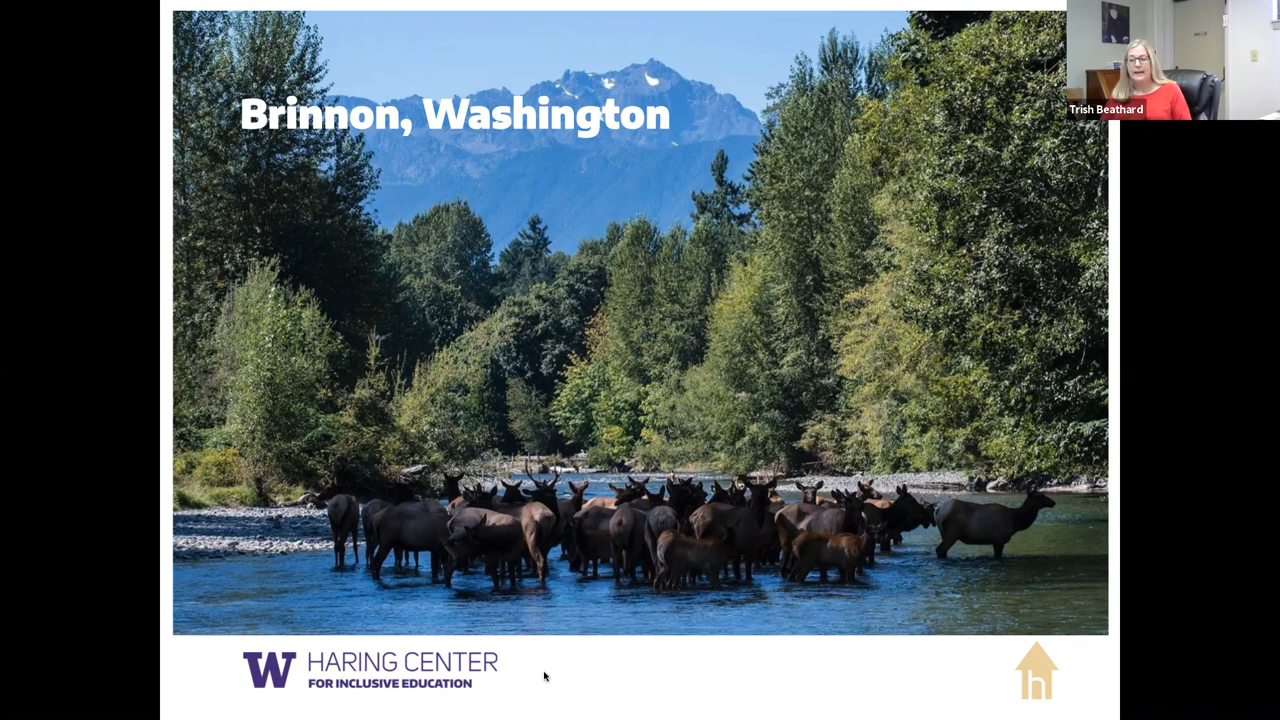 Brinnon, Washington
Trish Beathard
W HARING CENTER
FOR INCLUSIVE EDUCATION
h